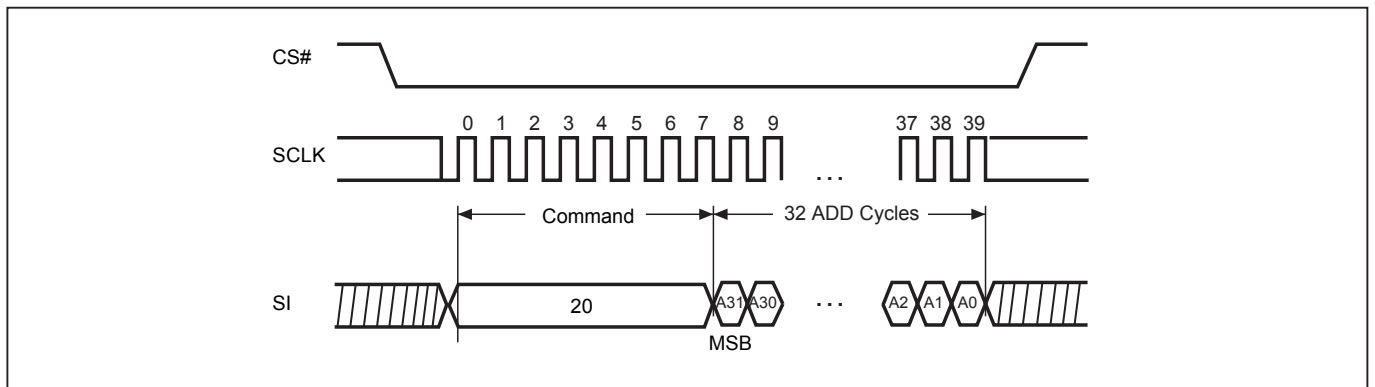 CS#
0 1 2 3 4 5 6 7 8 9 37 38 39
SCLK
...
Command 32 ADD Cycles
SI 20 A31 A30 ... A2 A1 A0
MSB